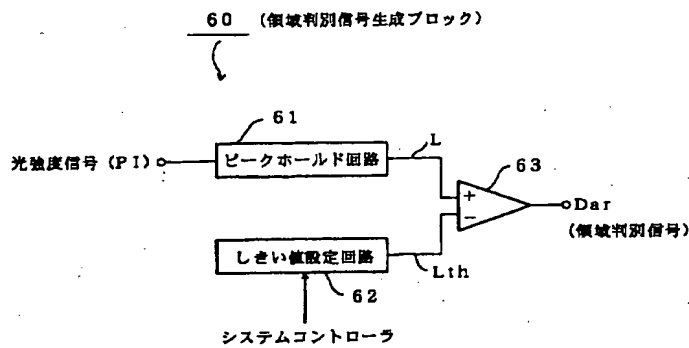 60 (領域判別信号生成ブロック)
61
光強度信号 (PI)
ピークホールド回路
L
63
+
−
Dar
(領域判別信号)
しきい値設定回路
Lth
62
システムコントローラ